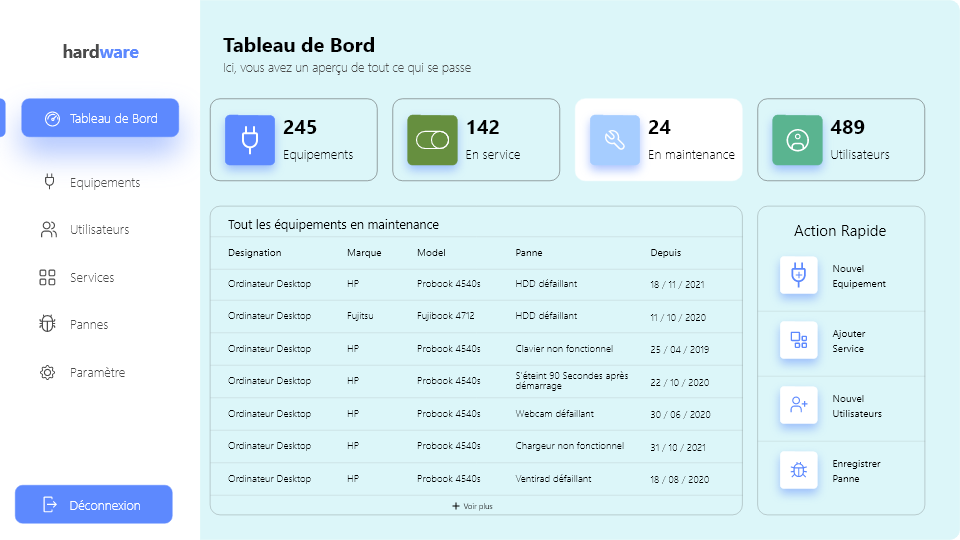 hardware
Tableau de Bord
Equipements
Utilisateurs
Services
Pannes
Paramètre
Déconnexion
Tableau de Bord
Ici, vous avez un aperçu de tout ce qui se passe
245
Equipements
142
En service
24
En maintenance
489
Utilisateurs
Tout les équipements en maintenance
Designation Marque Model Panne Depuis
Ordinateur Desktop HP Probook 4540s HDD défaillant 18 / 11 / 2021
Ordinateur Desktop Fujitsu Fujibook 4712 HDD défaillant 11 / 10 / 2020
Ordinateur Desktop HP Probook 4540s Clavier non fonctionnel 25 / 04 / 2019
Ordinateur Desktop HP Probook 4540s S'éteint 90 Secondes après
démarrage 22 / 10 / 2020
Ordinateur Desktop HP Probook 4540s Webcam défaillant 30 / 06 / 2020
Ordinateur Desktop HP Probook 4540s Chargeur non fonctionnel 31 / 10 / 2021
Ordinateur Desktop HP Probook 4540s Ventirad défaillant 18 / 08 / 2020
+ Voir plus
Action Rapide
Nouvel
Equipement
Ajouter
Service
Nouvel
Utilisateurs
Enregistrer
Panne